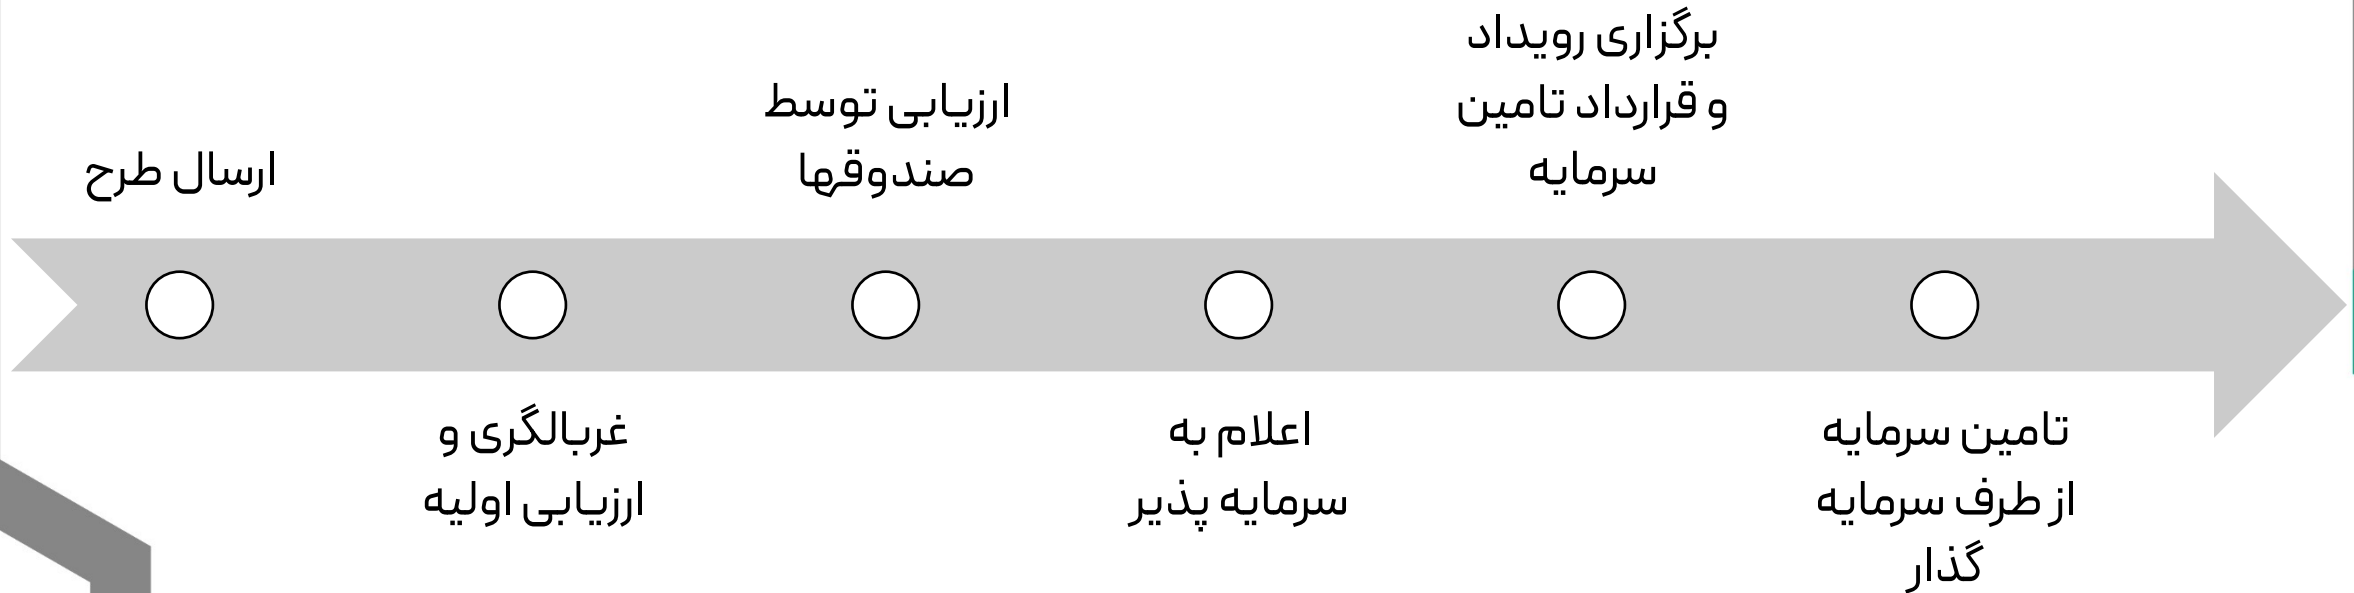 ارسال طرح
غربالگری و
ارزیابی اولیه
ارزیابی توسط
صندوقها
اعلام به
سرمایه پذیر
برگزاری رویداد
و قرارداد تامین
سرمایه
تامین سرمایه
از طرف سرمایه
گذار